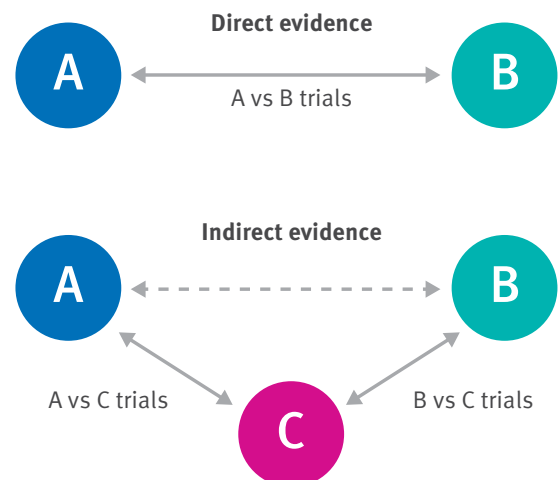 Direct evidence
A
B
A vs B trials
Indirect evidence
A
B
A vs C trials
B vs C trials
C